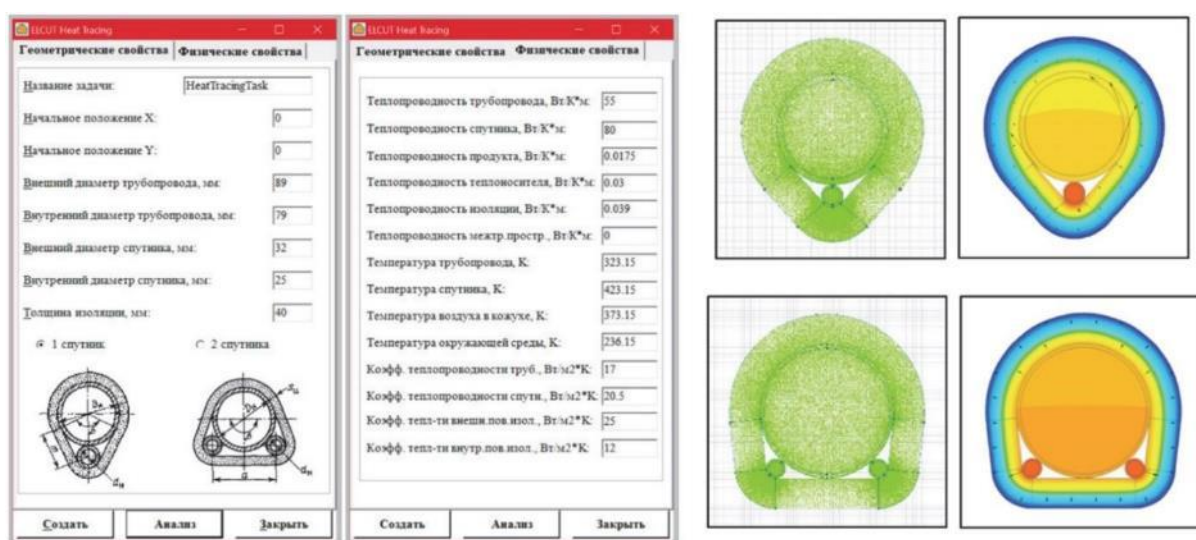 ELCUT Heat Tracing
Геометрические свойства Физические свойства
Название задачи: HeatTracingTask
Начальное положение X: 0
Начальное положение Y: 0
Внешний диаметр трубопровода, мм: 89
Внутренний диаметр трубопровода, мм: 79
Внешний диаметр спутника, мм: 32
Внутренний диаметр спутника, мм: 25
Толщина изоляции, мм: 40
1 спутник 2 спутника
Создать Анализ Закрыть
ELCUT Heat Tracing
Геометрические свойства Физические свойства
Теплопроводность трубопровода, Вт/К*м: 55
Теплопроводность спутника, Вт/К*м: 80
Теплопроводность продукта, Вт/К*м: 0.0175
Теплопроводность теплоносителя, Вт/К*м: 0.03
Теплопроводность изоляции, Вт/К*м: 0.039
Теплопроводность межтр.простр., Вт/К*м: 0
Температура трубопровода, K: 323.15
Температура спутника, K: 423.15
Температура воздуха в кожухе, K: 373.15
Температура окружающей среды, K: 236.15
Коэфф. теплопроводности труб., Вт/м2*K: 17
Коэфф. теплопроводности спутн., Вт/м2*K: 20.5
Коэфф. тепл-ти внешн.пов.изол., Вт/м2*K: 25
Коэфф. тепл-ти внутр.пов.изол., Вт/м2*K: 12
Создать Анализ Закрыть